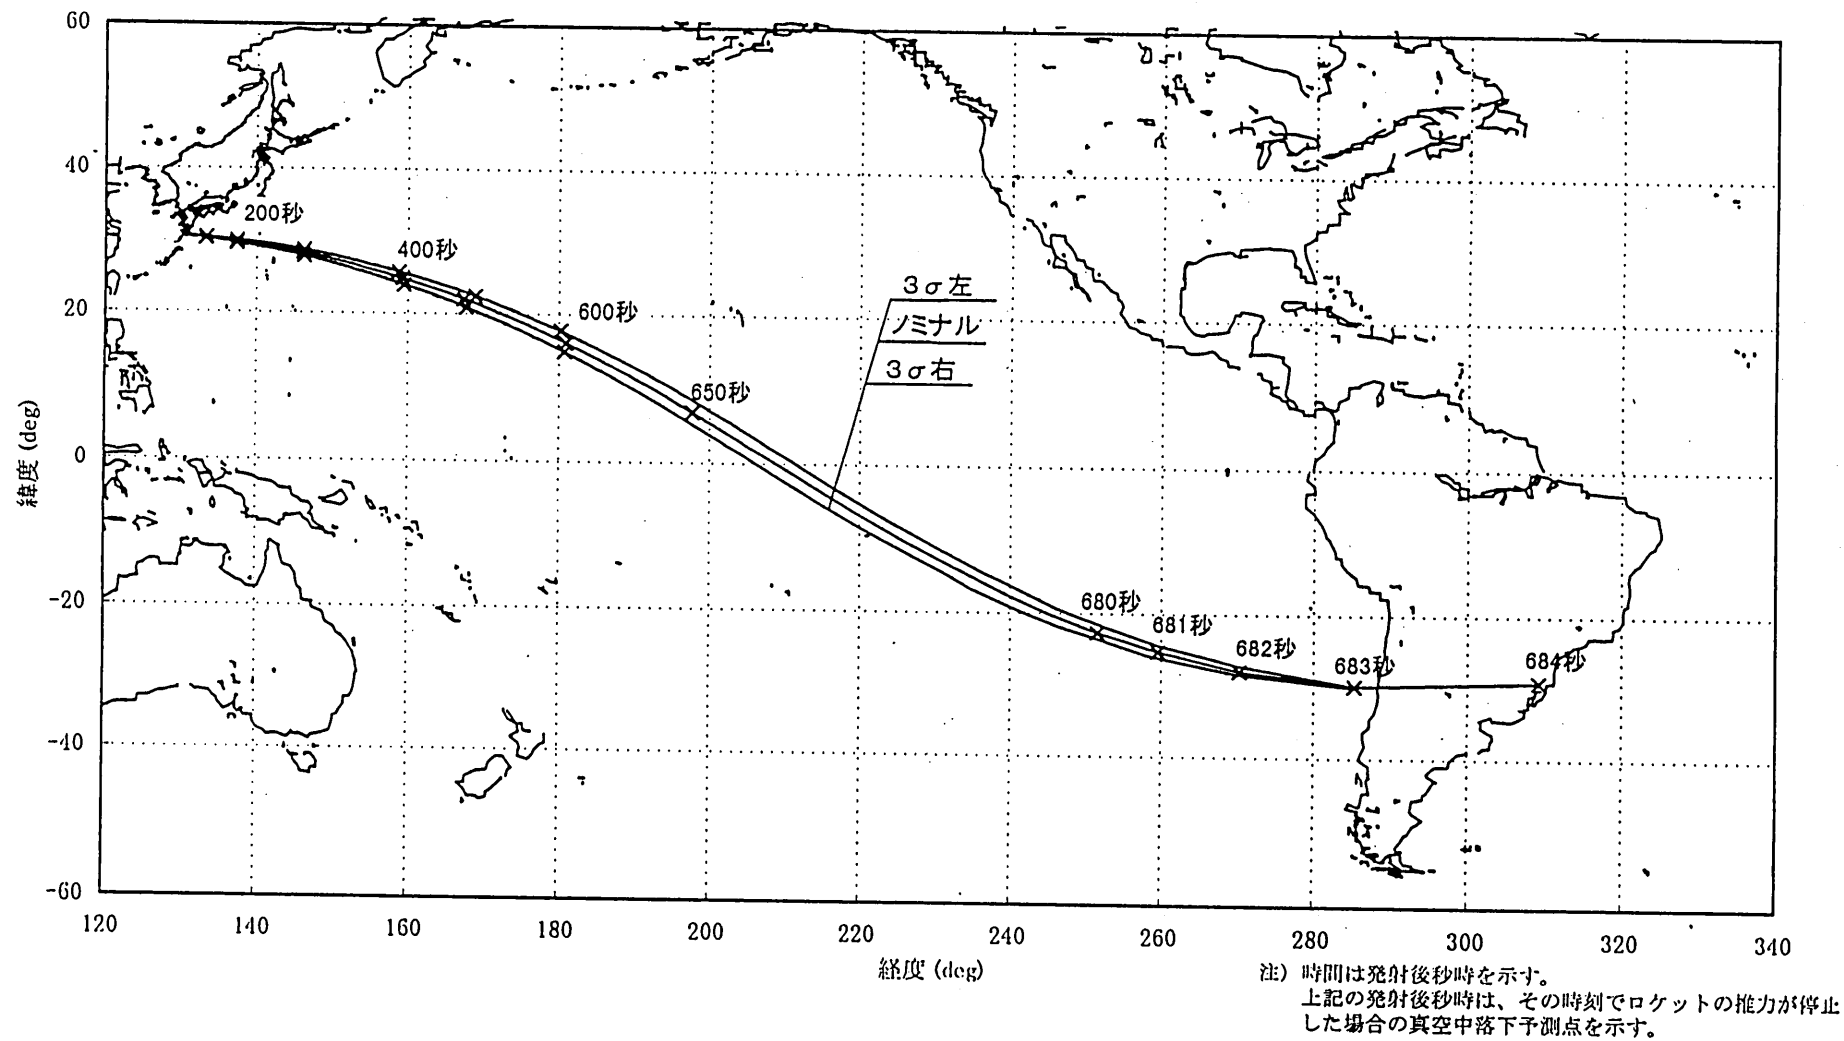 60
40
20
0
-20
-40
-60
緯度 (deg)
200秒
400秒
600秒
650秒
3σ左
ノミナル
3σ右
680秒
681秒
682秒
683秒
684秒
120
140
160
180
200
220
240
260
280
300
320
340
経度 (deg)
注) 時間は発射後秒時を示す。
上記の発射後秒時は、その時刻でロケットの推力が停止
した場合の真空中落下予測点を示す。